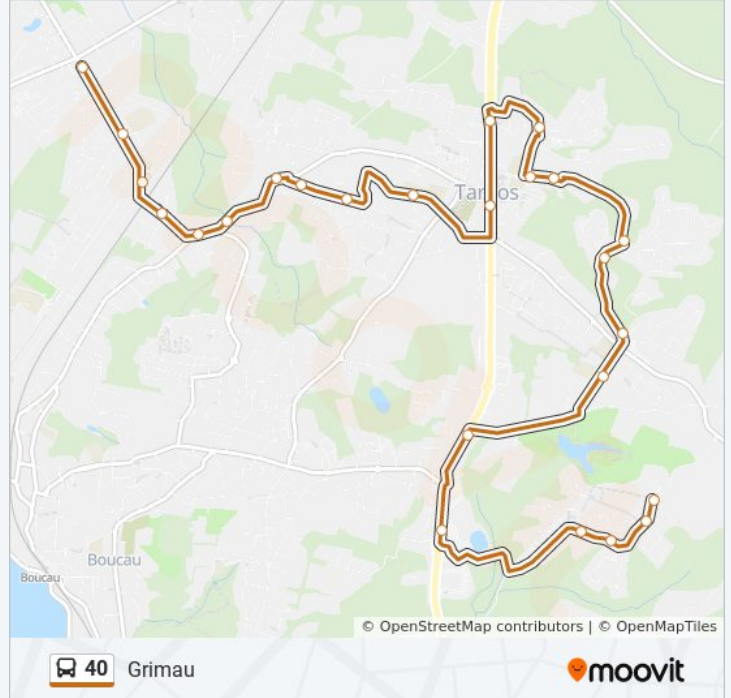 Tarnos
Boucau
Boucau
© OpenStreetMap contributors | © OpenMapTiles
40 Grimau
moovit